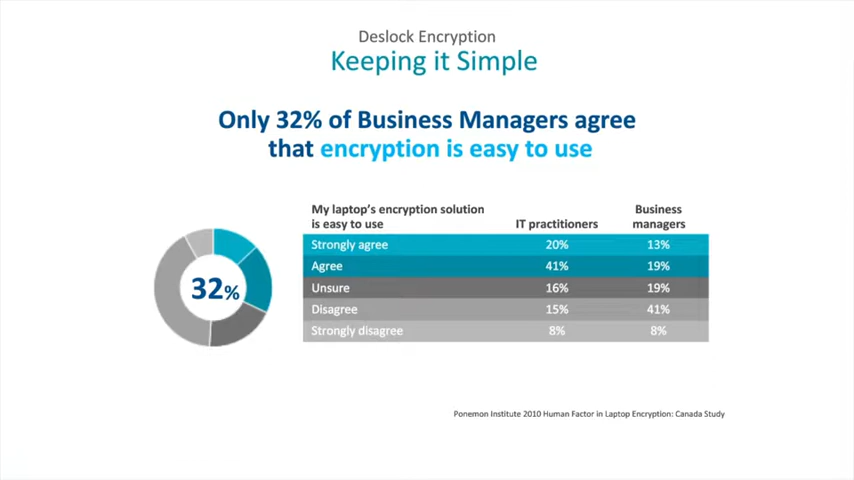 Deslock Encryption
Keeping it Simple
Only 32% of Business Managers agree
that encryption is easy to use
My laptop's encryption solution
is easy to use
IT practitioners
Business
managers
Strongly agree 20% 13%
Agree 41% 19%
Unsure 16% 19%
Disagree 15% 41%
Strongly disagree 8% 8%
32%
Ponemon Institute 2010 Human Factor in Laptop Encryption: Canada Study